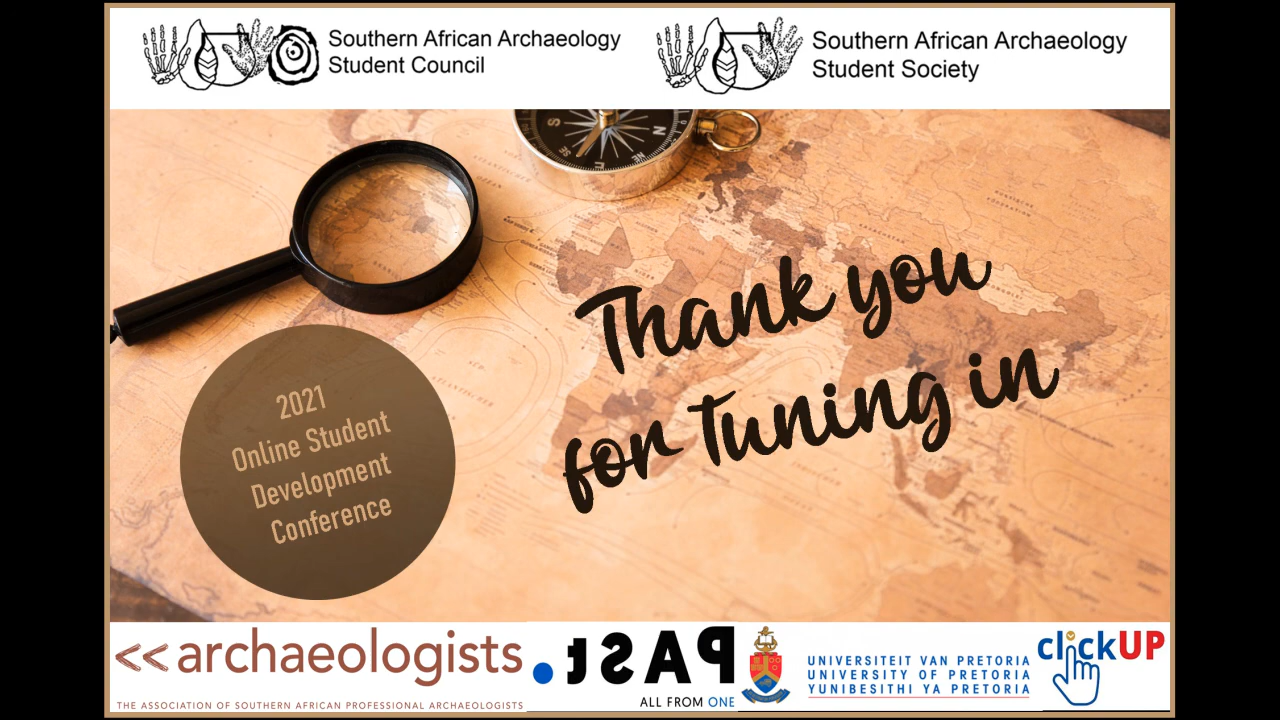 Southern African Archaeology
Student Council
Southern African Archaeology
Student Society
S
N
SE
E
NE
Thank you
for tuning in
2021
Online Student
Development
Conference
<<archaeologists
THE ASSOCIATION OF SOUTHERN AFRICAN PROFESSIONAL ARCHAEOLOGISTS
.PASt
ALL FROM ONE
UNIVERSITEIT VAN PRETORIA
UNIVERSITY OF PRETORIA
YUNIBESITHI YA PRETORIA
clickUP